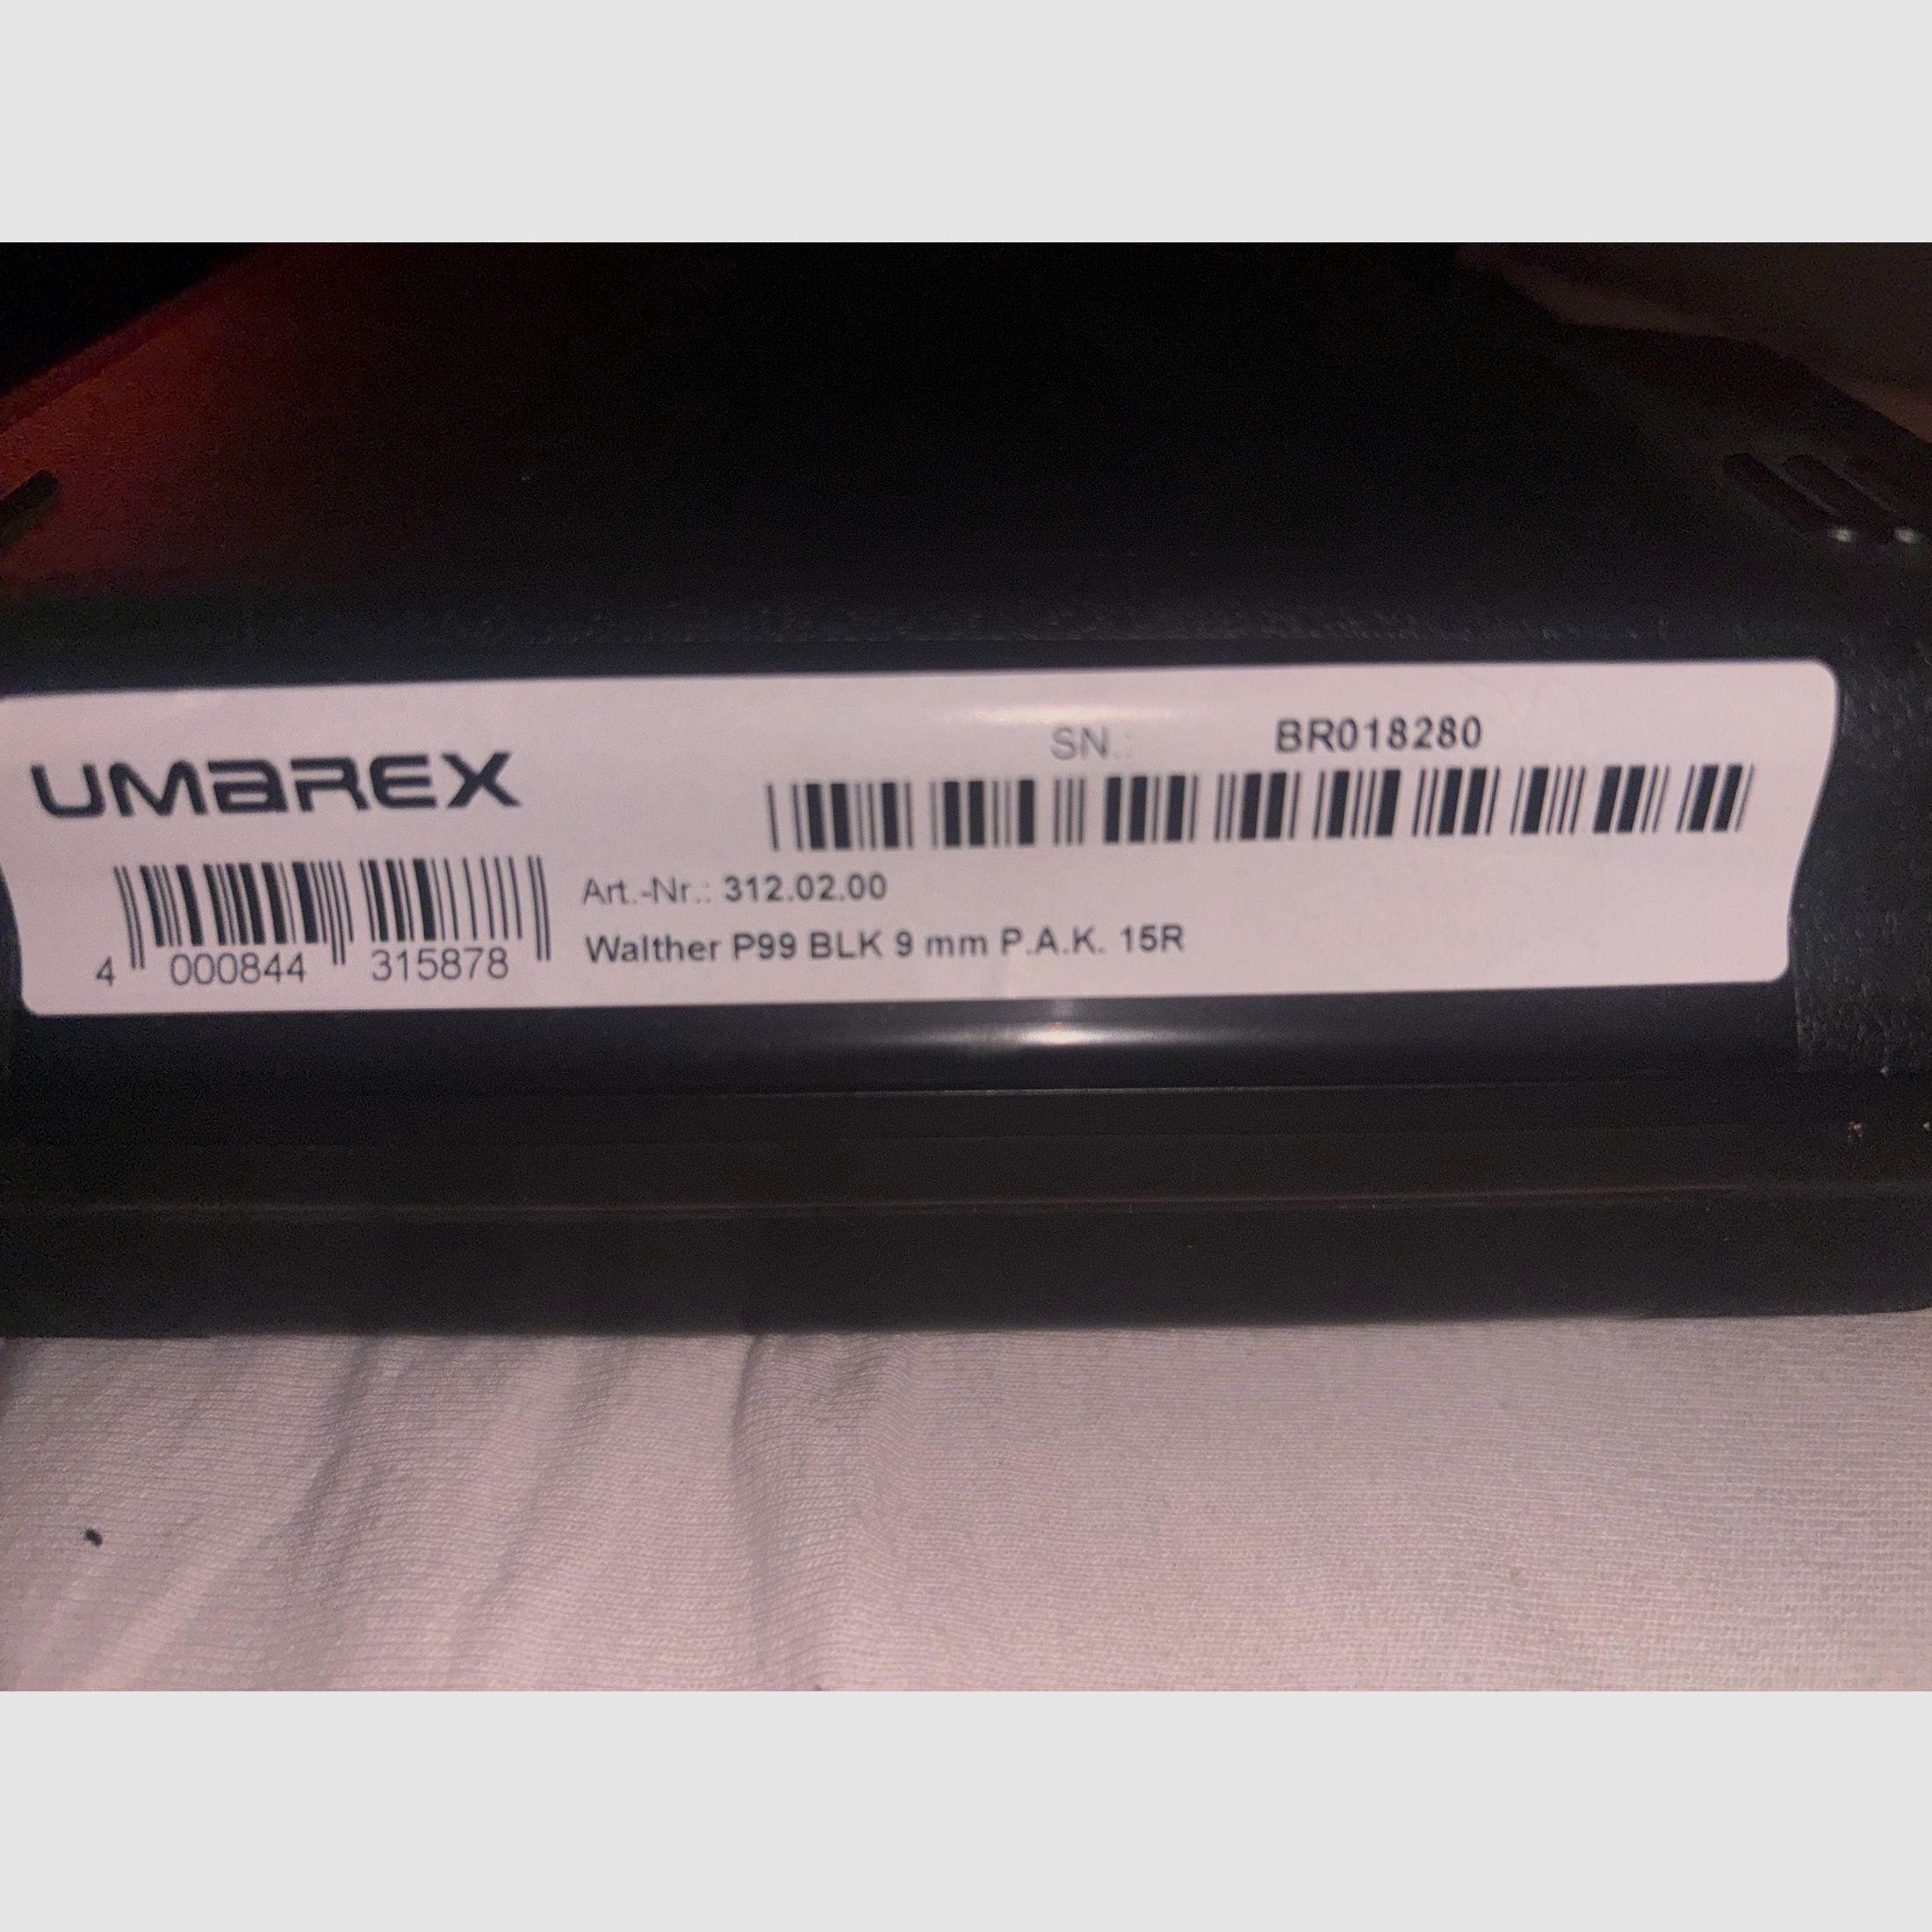 UMAREX
SN.: BR018280
Art.-Nr.: 312.02.00
Walther P99 BLK 9 mm P.A.K. 15R
4 000844 315878